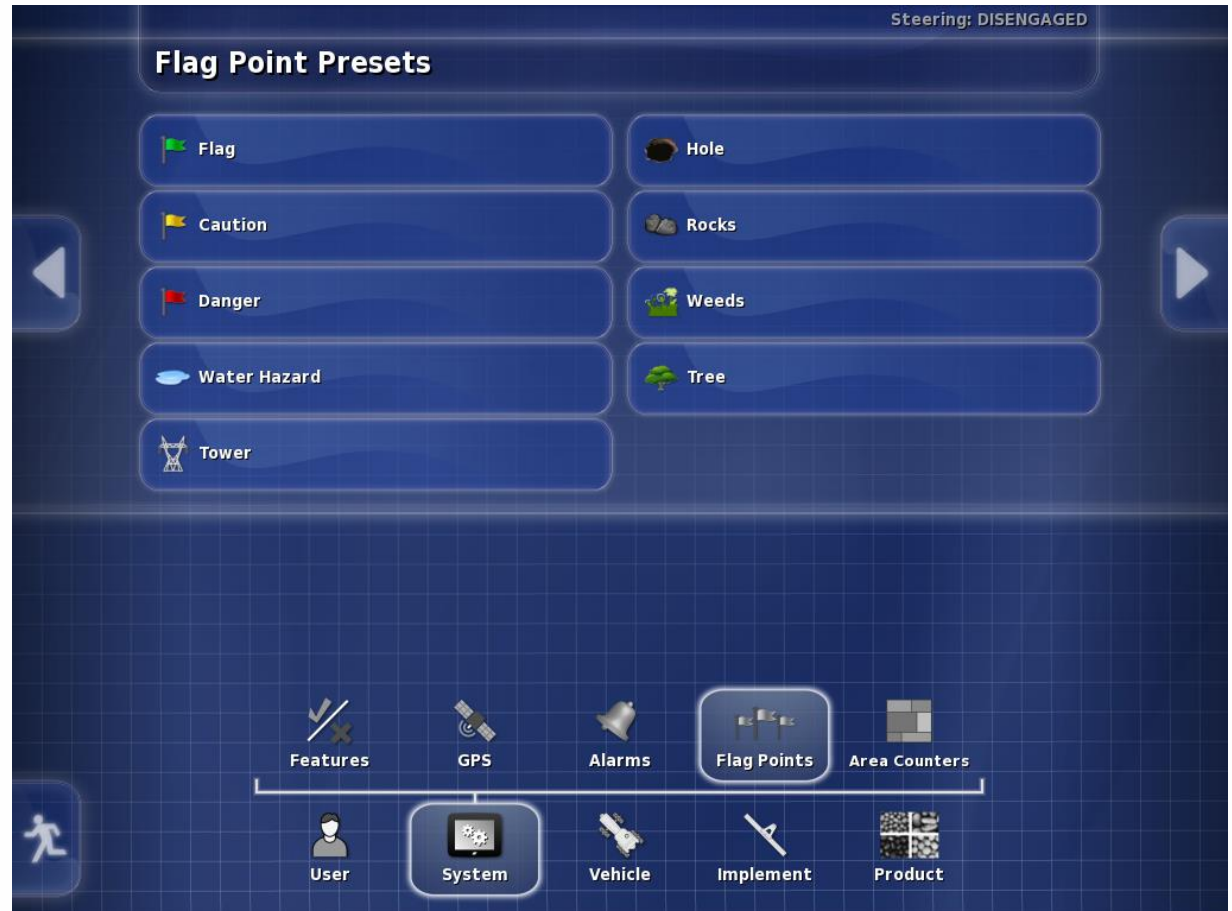 Steering: DISENGAGED
Flag Point Presets
Flag
Hole
Caution
Rocks
Danger
Weeds
Water Hazard
Tree
Tower
Features
GPS
Alarms
Flag Points
Area Counters
User
System
Vehicle
Implement
Product